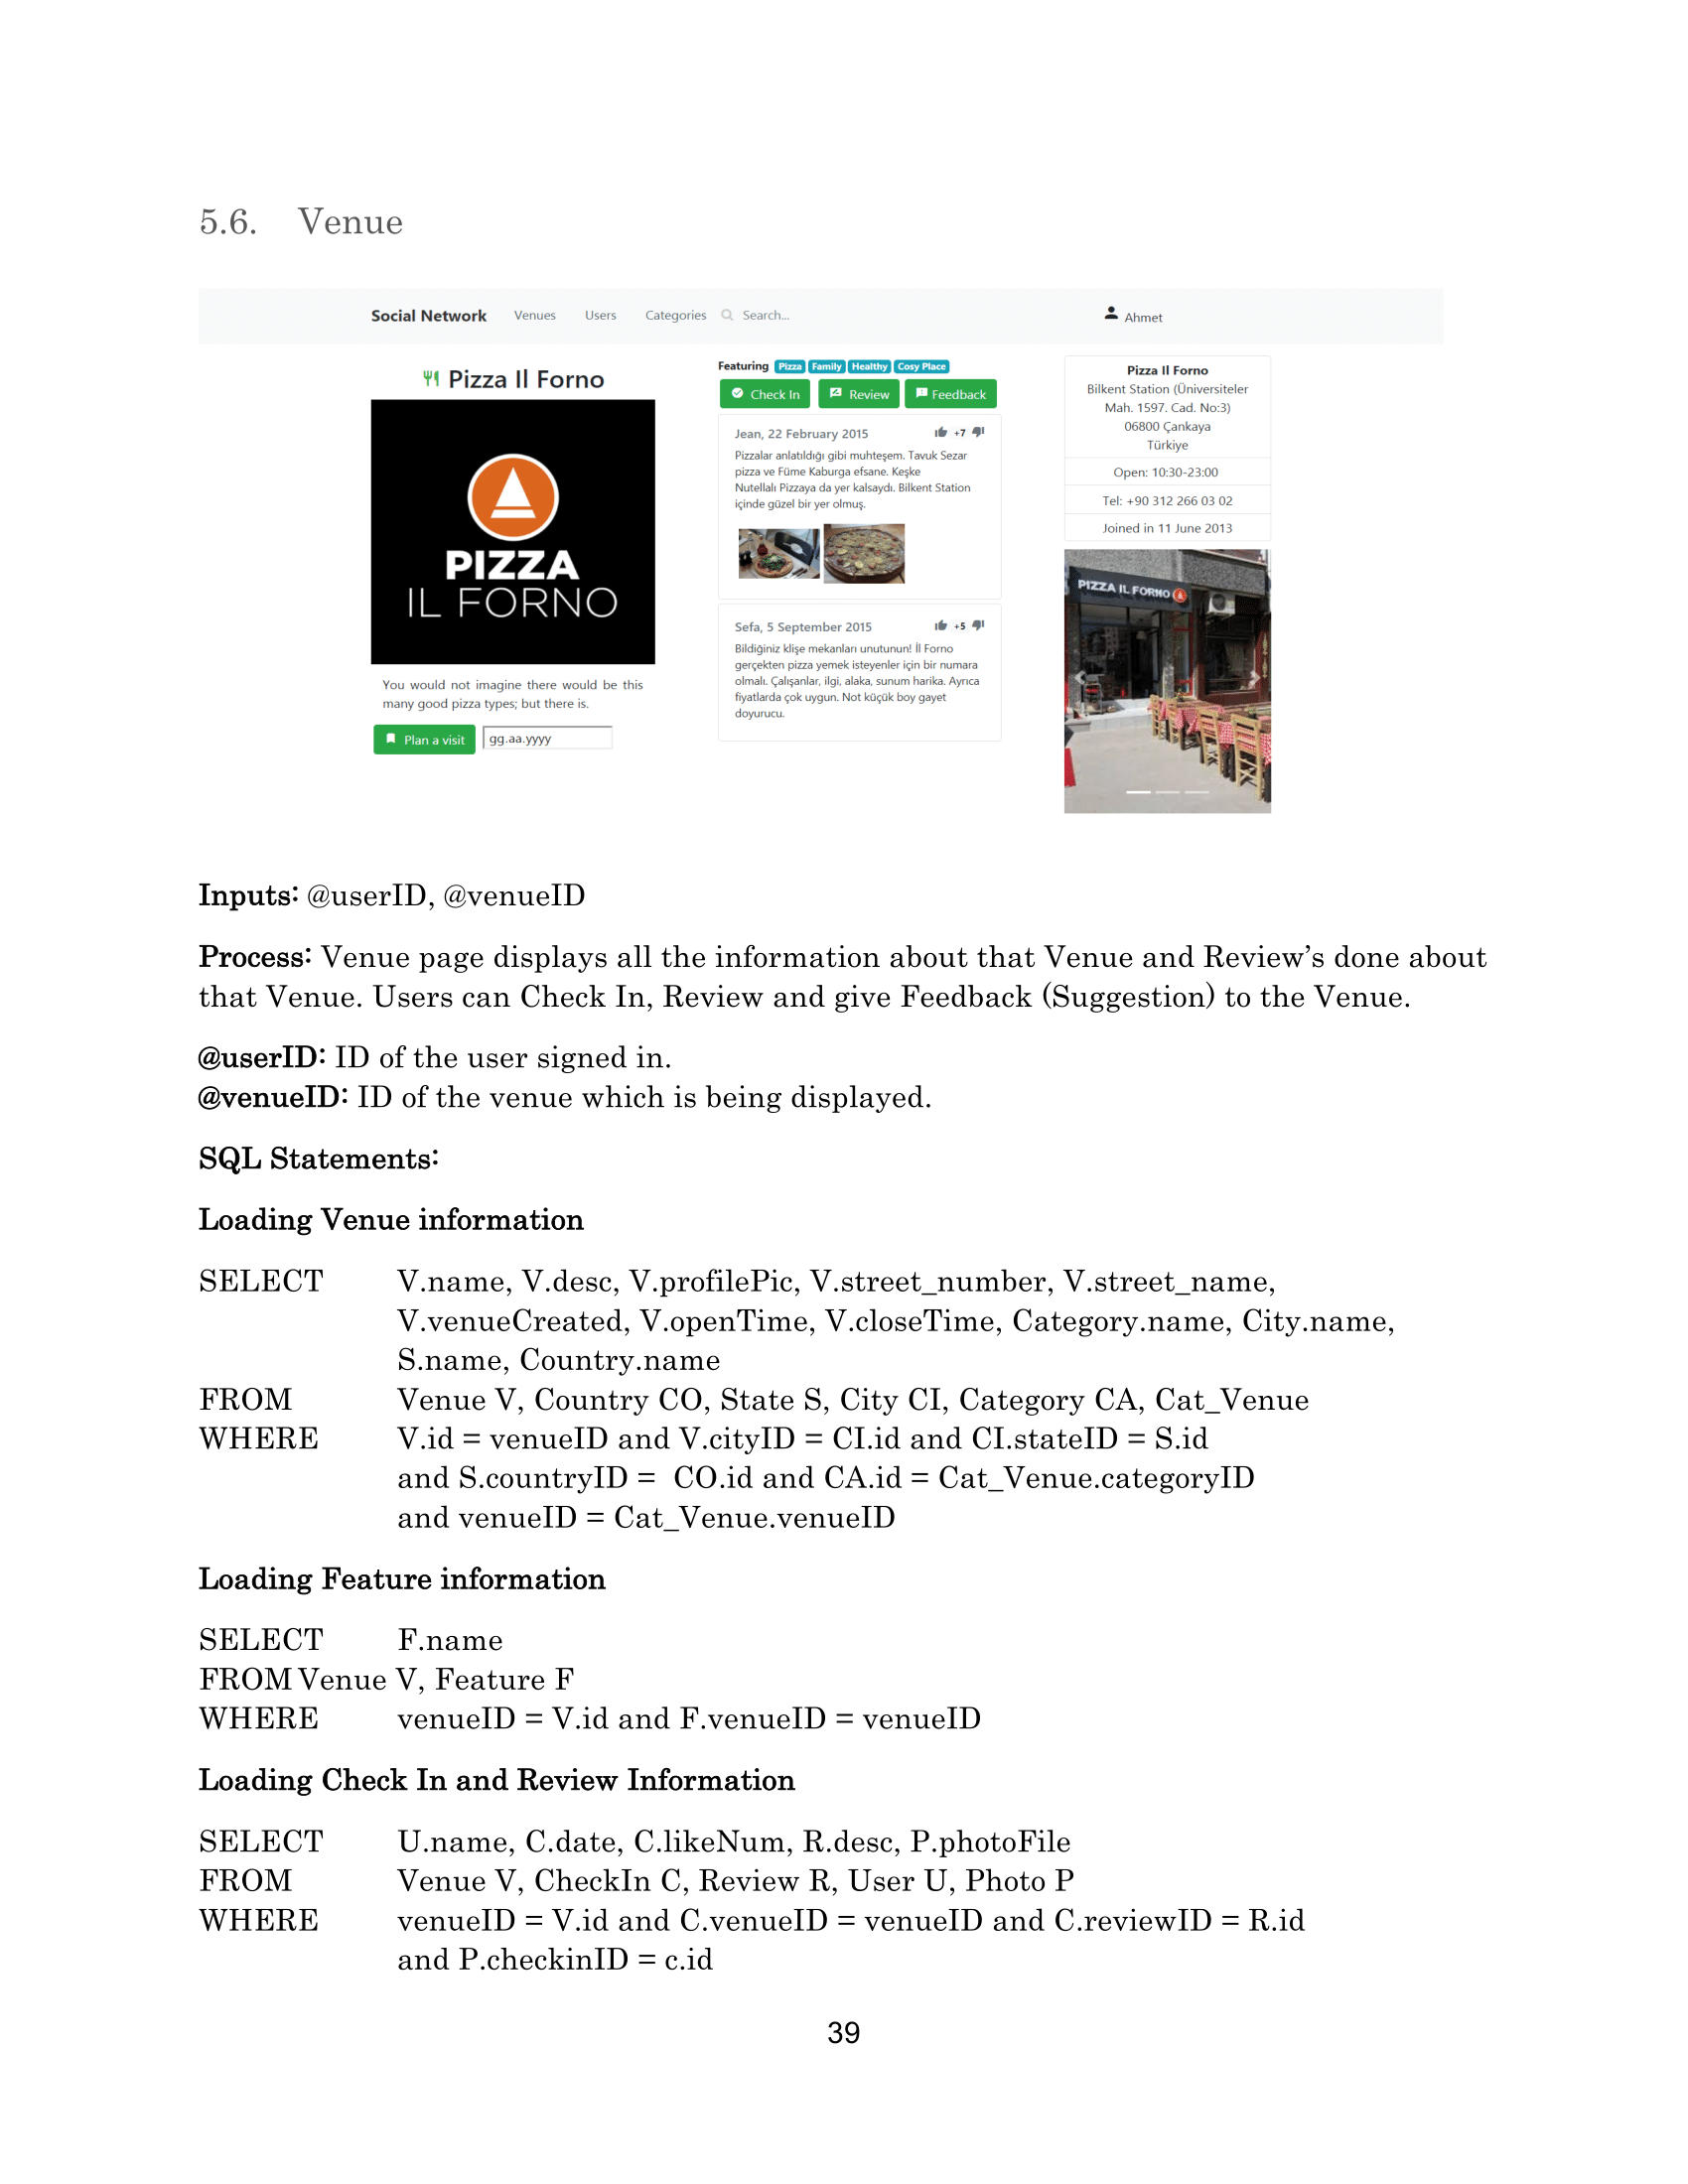 5.6. Venue
Social Network Venues Users Categories Search... Ahmet
Pizza Il Forno
PIZZA
IL FORNO
You would not imagine there would be this
many good pizza types; but there is.
Plan a visit gg.aa.yyyy
Featuring Pizza Family Healthy Cosy Place
Check In Review Feedback
Jean, 22 February 2015 +7
Pizzalar anlatıldığı gibi muhteşem. Tavuk Sezar
pizza ve Füme Kaburga efsane. Keşke
Nutellalı Pizzaya da yer kalsaydı. Bilkent Station
içinde güzel bir yer olmuş.
Sefa, 5 September 2015 +5
Bildiğiniz klişe mekanları unutunun! İl Forno
gerçekten pizza yemek isteyenler için bir numara
olmalı. Çalışanlar, ilgi, alaka, sunum harika. Ayrıca
fiyatlarda çok uygun. Not küçük boy gayet
doyurucu.
Pizza Il Forno
Bilkent Station (Üniversiteler
Mah. 1597. Cad. No:3)
06800 Çankaya
Türkiye
Open: 10:30-23:00
Tel: +90 312 266 03 02
Joined in 11 June 2013
PIZZA IL FORNO
Inputs: @userID, @venueID
Process: Venue page displays all the information about that Venue and Review’s done about
that Venue. Users can Check In, Review and give Feedback (Suggestion) to the Venue.
@userID: ID of the user signed in.
@venueID: ID of the venue which is being displayed.
SQL Statements:
Loading Venue information
SELECT V.name, V.desc, V.profilePic, V.street_number, V.street_name,
V.venueCreated, V.openTime, V.closeTime, Category.name, City.name,
S.name, Country.name
FROM Venue V, Country CO, State S, City CI, Category CA, Cat_Venue
WHERE V.id = venueID and V.cityID = CI.id and CI.stateID = S.id
and S.countryID = CO.id and CA.id = Cat_Venue.categoryID
and venueID = Cat_Venue.venueID
Loading Feature information
SELECT F.name
FROM Venue V, Feature F
WHERE venueID = V.id and F.venueID = venueID
Loading Check In and Review Information
SELECT U.name, C.date, C.likeNum, R.desc, P.photoFile
FROM Venue V, CheckIn C, Review R, User U, Photo P
WHERE venueID = V.id and C.venueID = venueID and C.reviewID = R.id
and P.checkinID = c.id
39